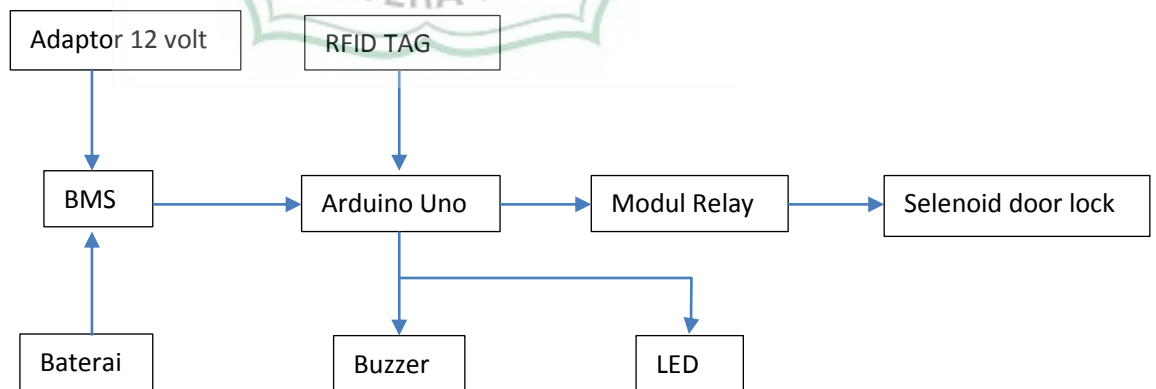 Adaptor 12 volt
RFID TAG
BMS
Arduino Uno
Modul Relay
Selenoid door lock
Baterai
Buzzer
LED